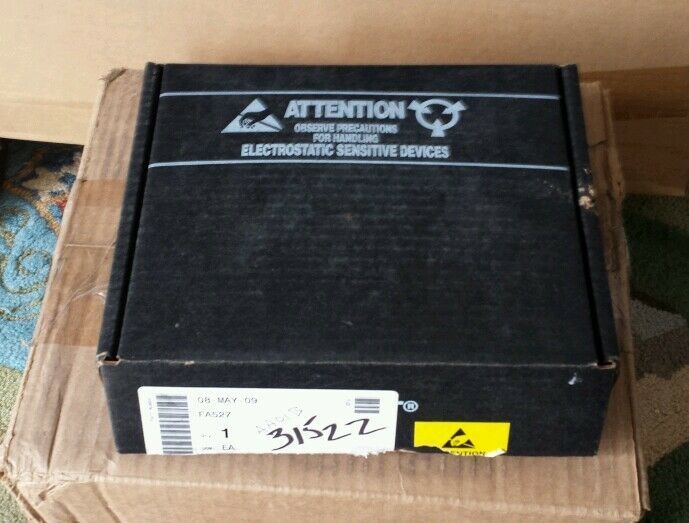 ATTENTION
OBSERVE PRECAUTIONS
FOR HANDLING
ELECTROSTATIC SENSITIVE DEVICES
08-MAY-09
FA527
1
EA
31522
®